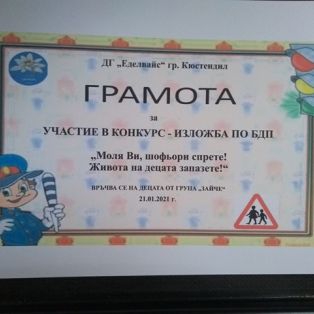 ДГ „Еделвайс" гр. Кюстендил
ГРАМОТА
за
УЧАСТИЕ В КОНКУРС - ИЗЛОЖБА ПО БДП
„Моля Ви, шофьори спрете!
Живота на децата запазете!"
ВРЪЧВА СЕ НА ДЕЦАТА ОТ ГРУПА „ЗАЙЧЕ"
21.01.2021 г.